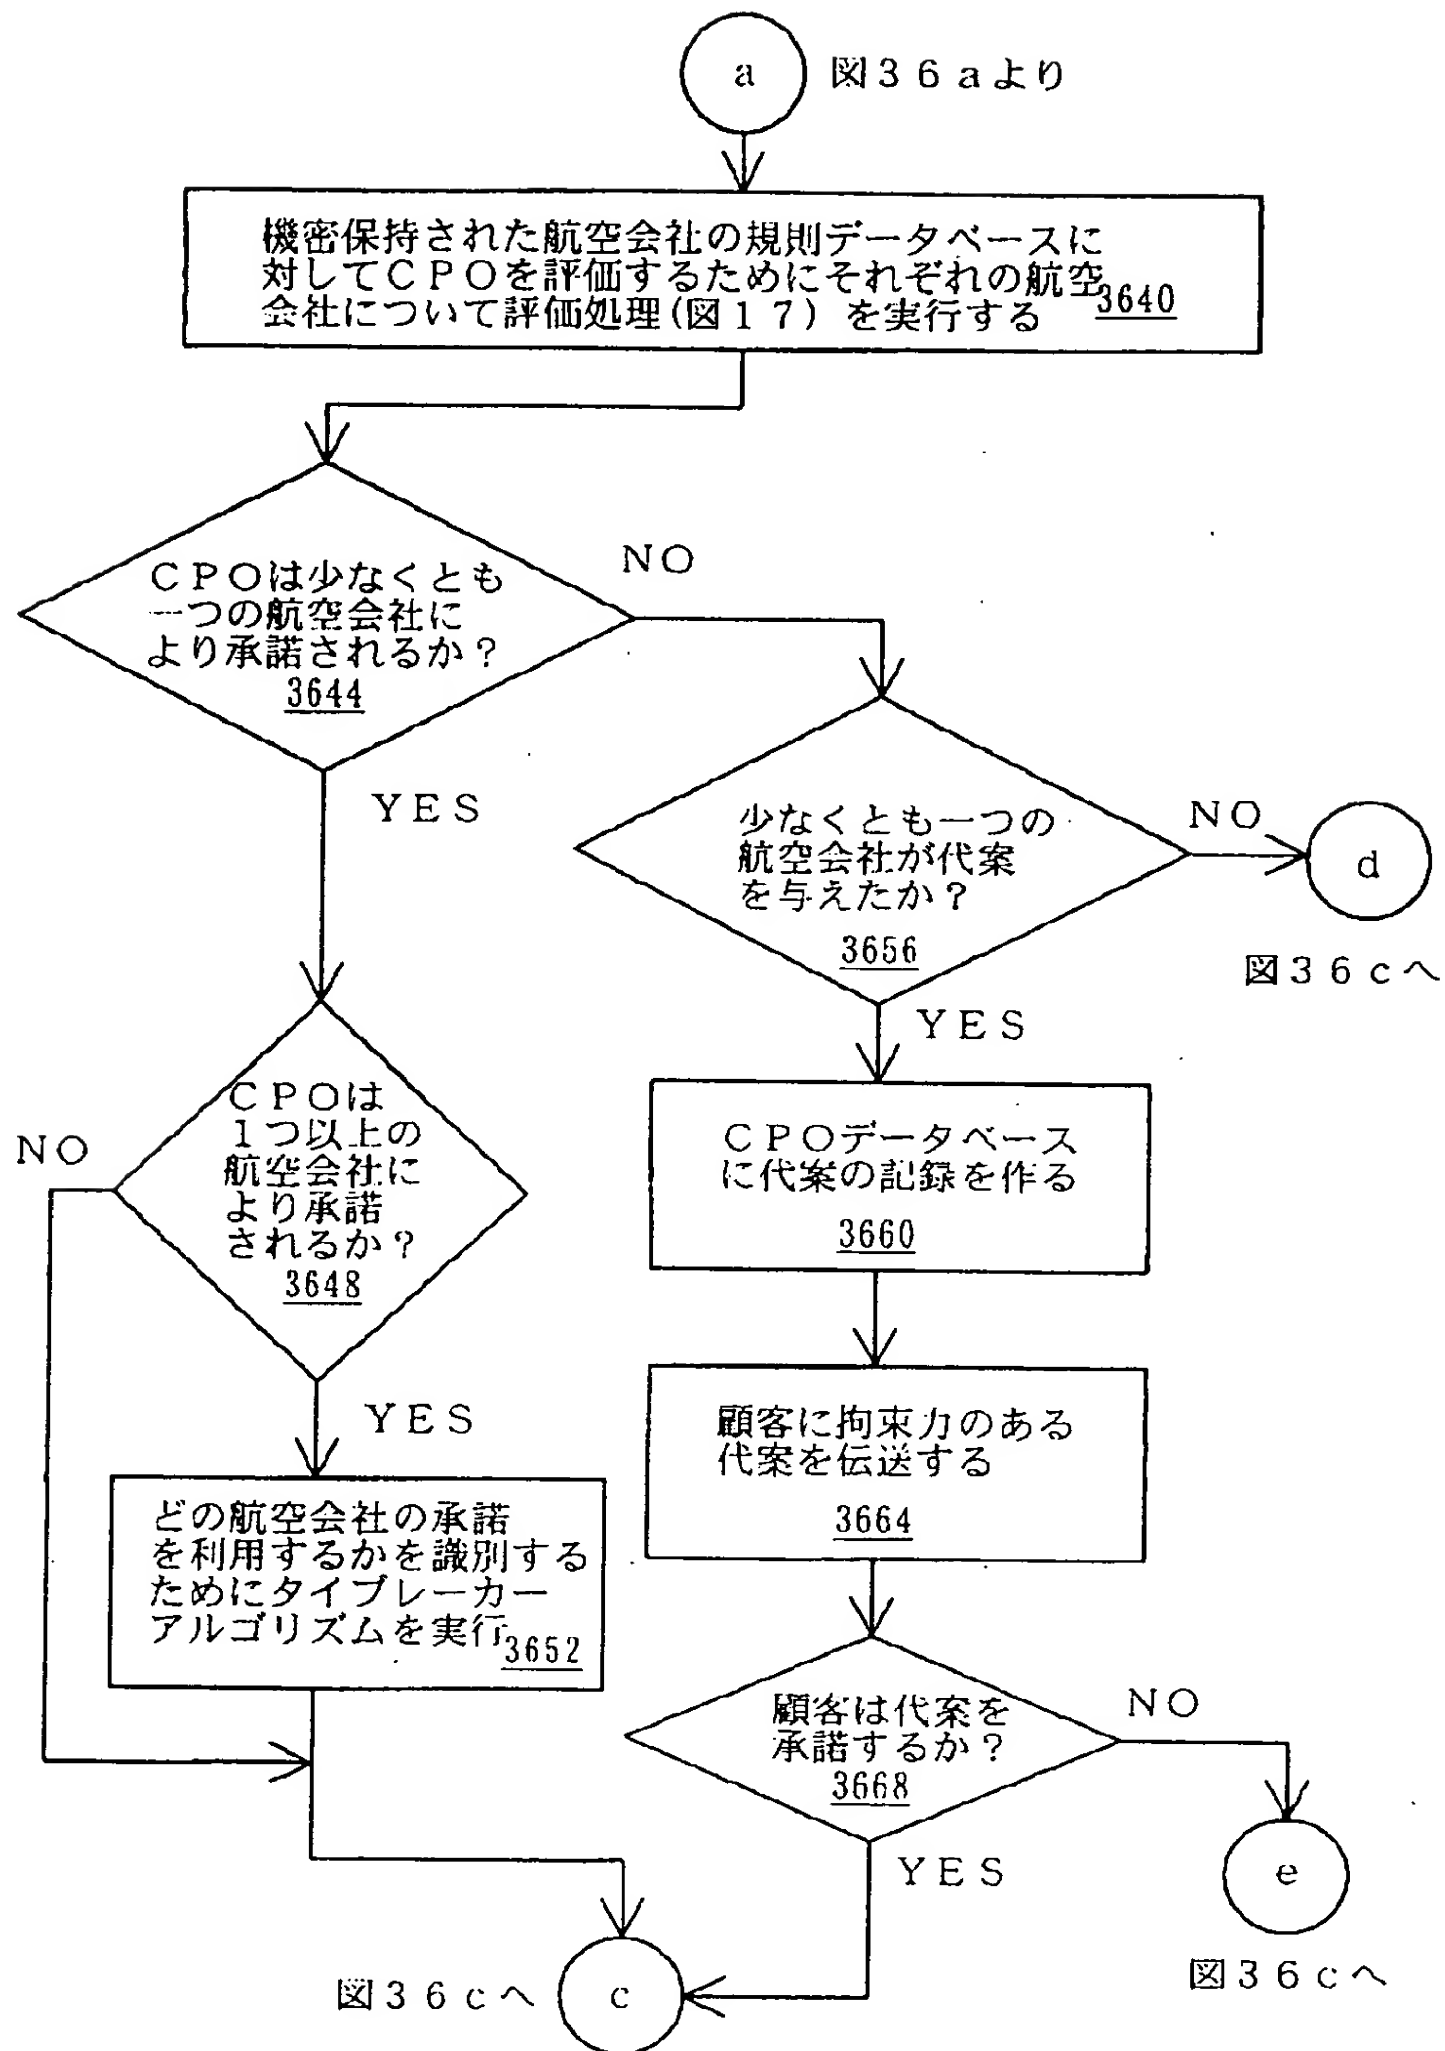 a
図36aより
機密保持された航空会社の規則データベースに
対してCPOを評価するためにそれぞれの航空
会社について評価処理(図17)を実行する
3640
CPOは少なくとも
一つの航空会社に
より承諾されるか?
3644
NO
YES
少なくとも一つの
航空会社が代案
を与えたか?
3656
NO
d
図36cへ
YES
CPOは
1つ以上の
航空会社に
より承諾
されるか?
3648
NO
YES
CPOデータベース
に代案の記録を作る
3660
顧客に拘束力のある
代案を伝送する
3664
どの航空会社の承諾
を利用するかを識別する
ためにタイブレーカー
アルゴリズムを実行
3652
顧客は代案を
承諾するか?
3668
NO
YES
e
図36cへ
図36cへ
c